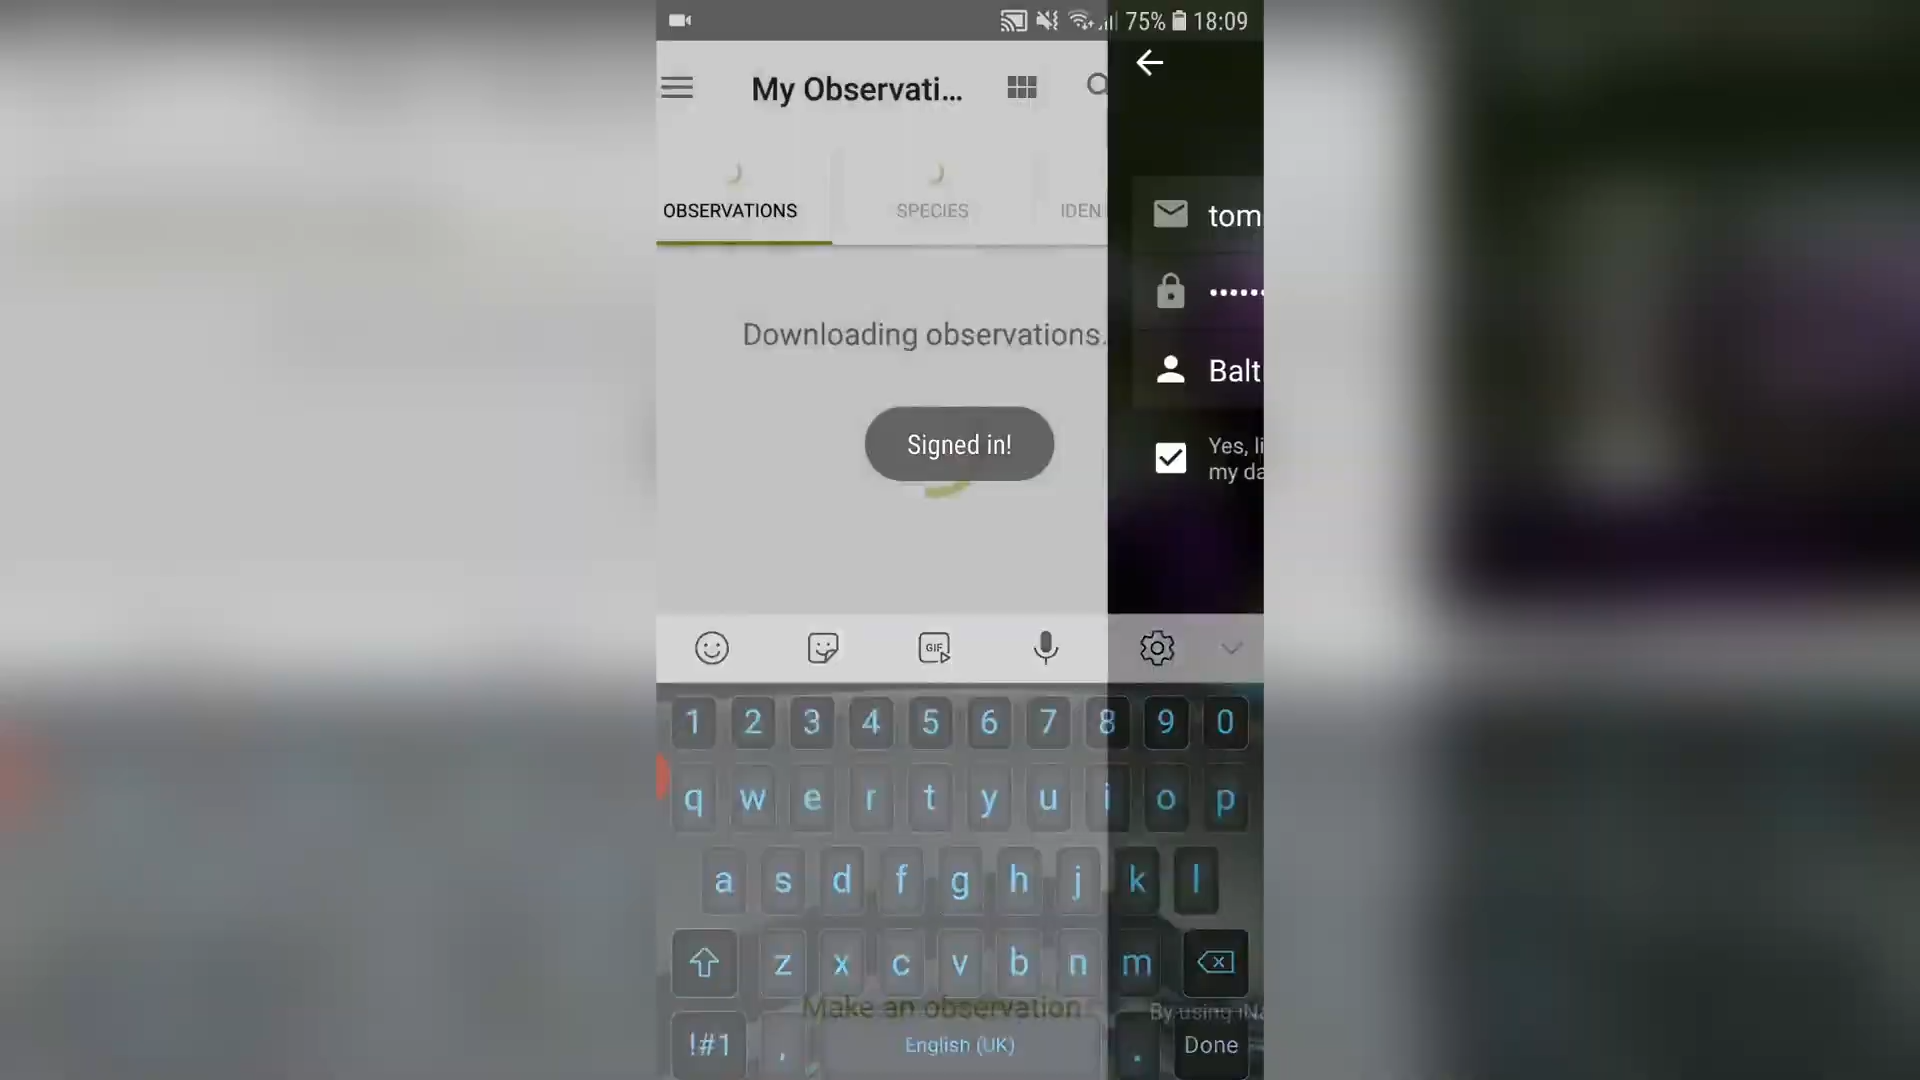 75% 18:09
My Observati...
OBSERVATIONS SPECIES IDEN
tom
Downloading observations.
Balt
Signed in!
Yes, li
my da
GIF
1 2 3 4 5 6 7 8 9 0
q w e r t y u i o p
a s d f g h j k l
z x c v b n m
Make an observation
By using iNa
!#1 , English (UK) . Done